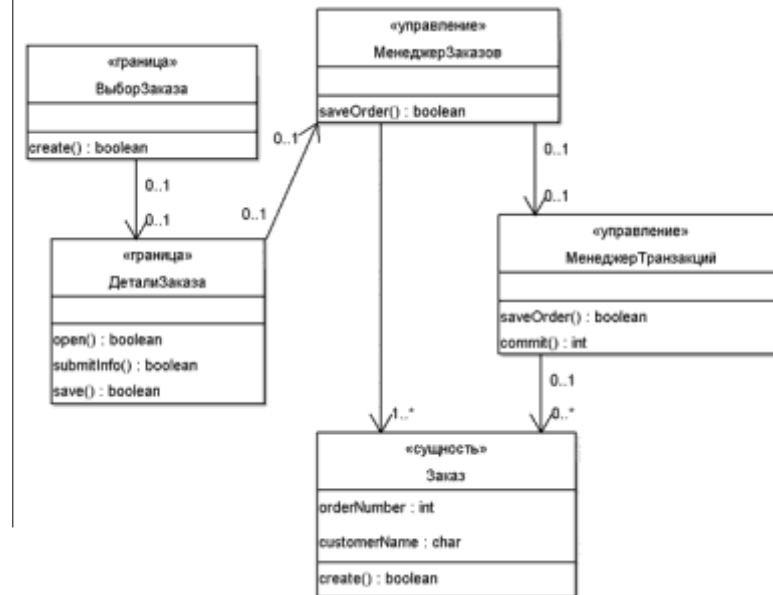 «управление»
МенеджерЗаказов
saveOrder() : boolean
«граница»
ВыборЗаказа
create() : boolean
0..1
0..1
0..1
0..1
0..1
0..1
«граница»
ДеталиЗаказа
open() : boolean
submitInfo() : boolean
save() : boolean
«управление»
МенеджерТранзакций
saveOrder() : boolean
commit() : int
0..1
1..*
0..*
«сущность»
Заказ
orderNumber : int
customerName : char
create() : boolean